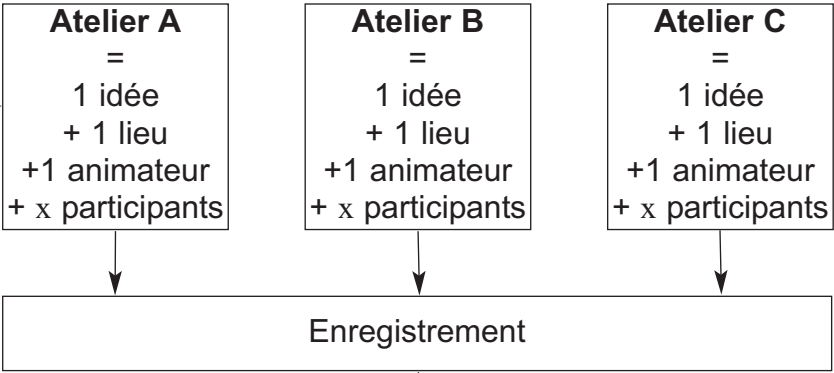 Atelier A
=
1 idée
+ 1 lieu
+1 animateur
+ x participants
Atelier B
=
1 idée
+ 1 lieu
+1 animateur
+ x participants
Atelier C
=
1 idée
+ 1 lieu
+1 animateur
+ x participants
Enregistrement